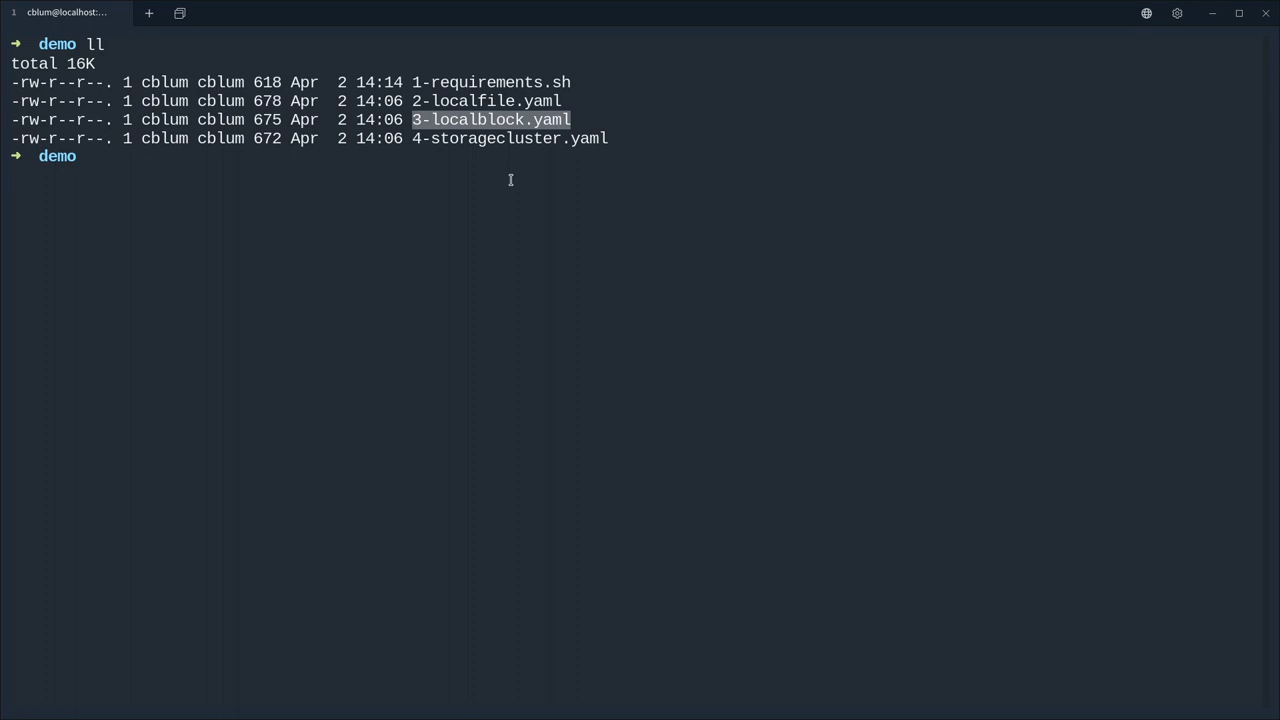 1 cblum@localhost:...
➜ demo ll
total 16K
-rw-r--r--. 1 cblum cblum 618 Apr  2 14:14 1-requirements.sh
-rw-r--r--. 1 cblum cblum 678 Apr  2 14:06 2-localfile.yaml
-rw-r--r--. 1 cblum cblum 675 Apr  2 14:06 3-localblock.yaml
-rw-r--r--. 1 cblum cblum 672 Apr  2 14:06 4-storagecluster.yaml
➜ demo